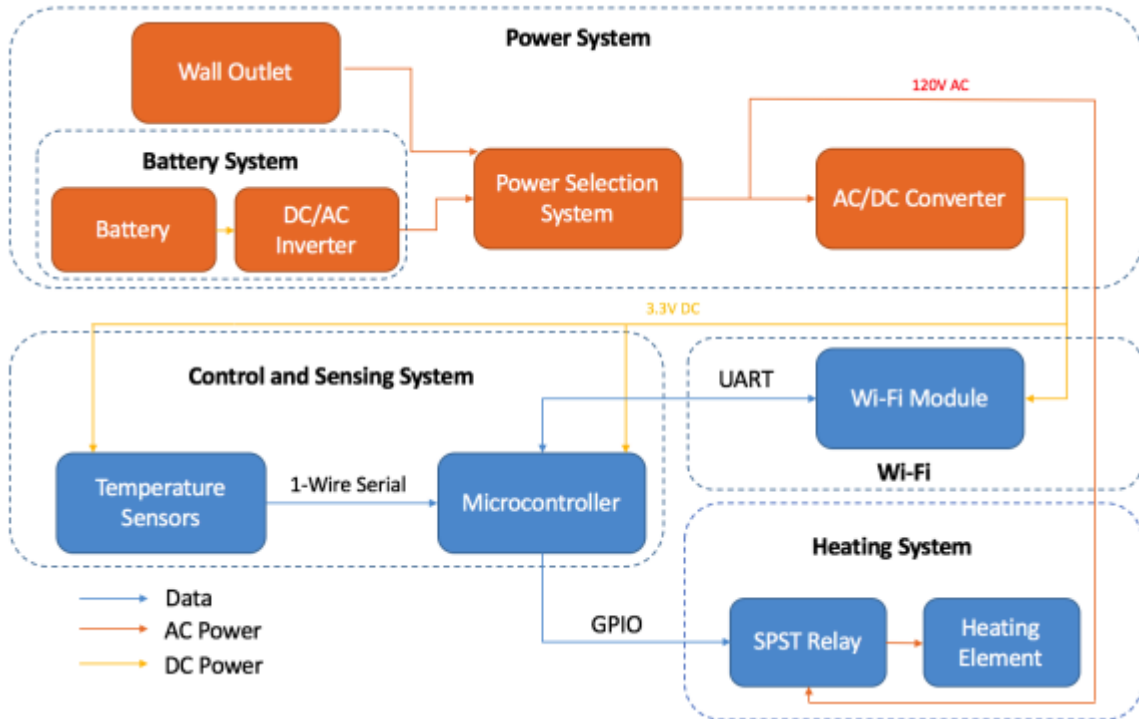 Power System
Wall Outlet
120V AC
Battery System
Battery
DC/AC
Inverter
Power Selection
System
AC/DC Converter
3.3V DC
Control and Sensing System
UART
Wi-Fi Module
Wi-Fi
Temperature
Sensors
1-Wire Serial
Microcontroller
Heating System
GPIO
SPST Relay
Heating
Element
Data
AC Power
DC Power